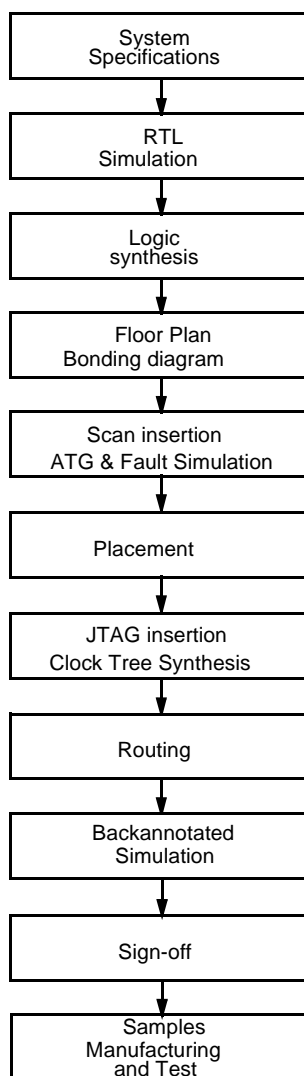 System
Specifications
RTL
Simulation
Logic
synthesis
Floor Plan
Bonding diagram
Scan insertion
ATG & Fault Simulation
Placement
JTAG insertion
Clock Tree Synthesis
Routing
Backannotated
Simulation
Sign-off
Samples
Manufacturing
and Test